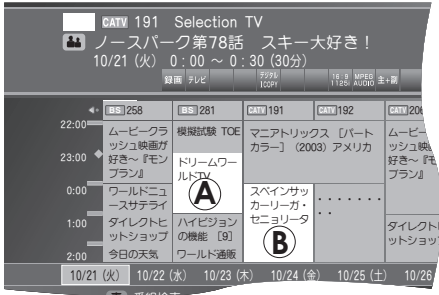 CATV 191 Selection TV
ノースパーク第78話 スキー大好き！
10/21（火） 0：00 ～ 0：30（30分）
録画 テレビ デジタル 1COPY 16：9 1125i MPEG AUDIO 主+副
BS 258 BS 281 CATV 191 CATV 192 CATV 206
22:00
23:00
0:00
1:00
2:00
ムービークラ
ッシュ映画が
好き～『モン
プラン』
ワールドニュ
ースサテライ
ダイレクトヒ
ットショップ
今日の天気
模擬試験 TOE
ドリームワー
ルドTV
A
ハイビジョン
の機能 ［9］
ワールド通販
マニアトリックス ［パート
カラー］（2003）アメリカ
スペインサッ
カーリーガ・
セニョリータ
B
・・・・・・・
・・
ムービー
ッシュ映
好き～『モ
プラン』
ダイレクト
ットショッ
10/21（火） 10/22（水） 10/23（木） 10/24（金） 10/25（土） 10/26